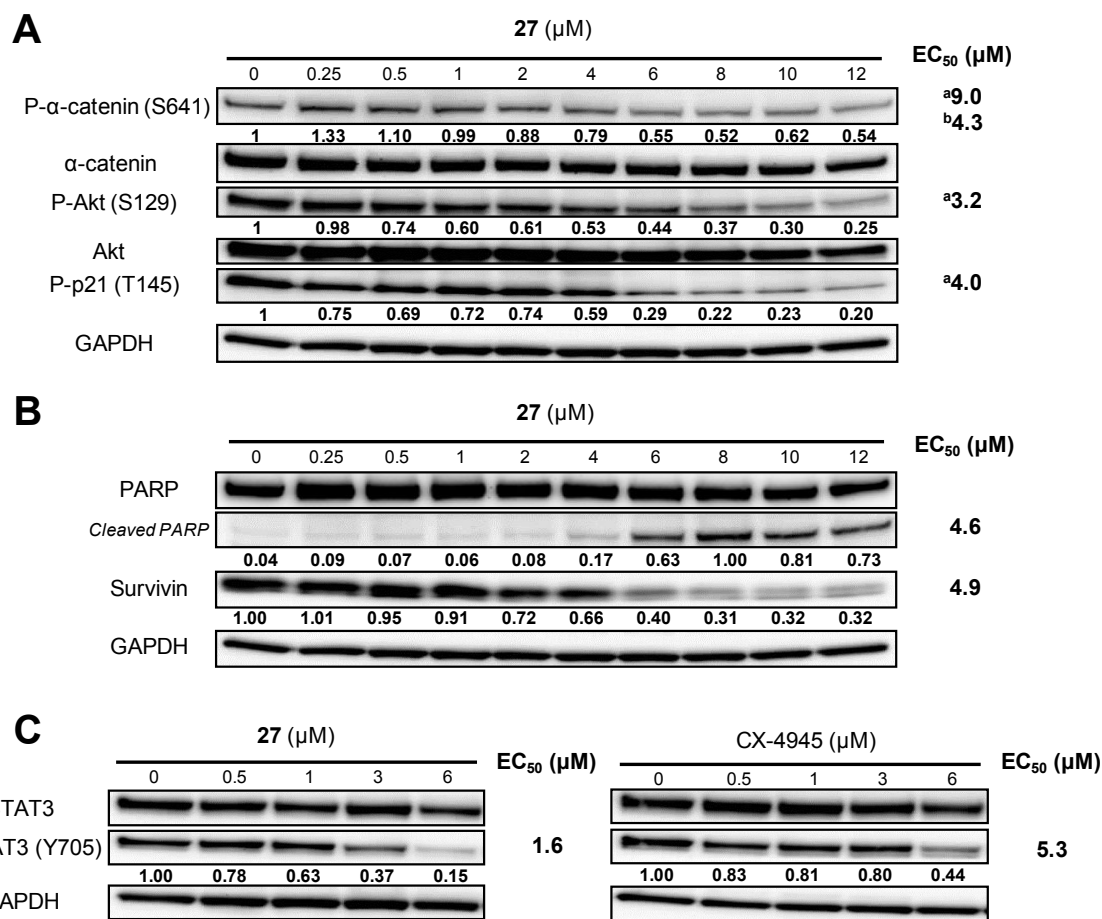 A
27 (µM)
EC₅₀ (µM)
0 0.25 0.5 1 2 4 6 8 10 12
P-α-catenin (S641)
ᵃ9.0
ᵇ4.3
1 1.33 1.10 0.99 0.88 0.79 0.55 0.52 0.62 0.54
α-catenin
P-Akt (S129)
ᵃ3.2
1 0.98 0.74 0.60 0.61 0.53 0.44 0.37 0.30 0.25
Akt
P-p21 (T145)
ᵃ4.0
1 0.75 0.69 0.72 0.74 0.59 0.29 0.22 0.23 0.20
GAPDH
B
27 (µM)
EC₅₀ (µM)
0 0.25 0.5 1 2 4 6 8 10 12
PARP
Cleaved PARP
4.6
0.04 0.09 0.07 0.06 0.08 0.17 0.63 1.00 0.81 0.73
Survivin
4.9
1.00 1.01 0.95 0.91 0.72 0.66 0.40 0.31 0.32 0.32
GAPDH
C
27 (µM)
EC₅₀ (µM)
0 0.5 1 3 6
TAT3
AT3 (Y705)
1.6
1.00 0.78 0.63 0.37 0.15
APDH
CX-4945 (µM)
EC₅₀ (µM)
0 0.5 1 3 6
5.3
1.00 0.83 0.81 0.80 0.44